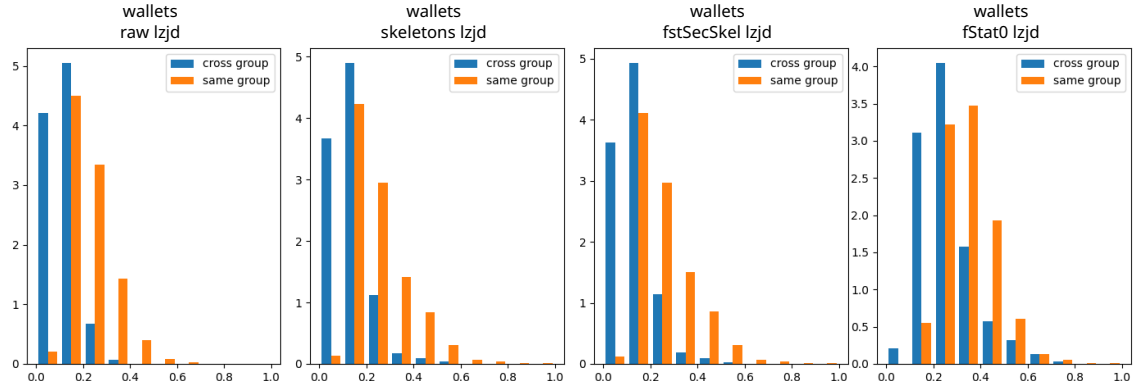 wallets
raw lzjd
cross group
same group
5
4
3
2
1
0
0.0 0.2 0.4 0.6 0.8 1.0
wallets
skeletons lzjd
cross group
same group
5
4
3
2
1
0
0.0 0.2 0.4 0.6 0.8 1.0
wallets
fstSecSkel lzjd
cross group
same group
5
4
3
2
1
0
0.0 0.2 0.4 0.6 0.8 1.0
wallets
fStat0 lzjd
cross group
same group
4.0
3.5
3.0
2.5
2.0
1.5
1.0
0.5
0.0
0.0 0.2 0.4 0.6 0.8 1.0